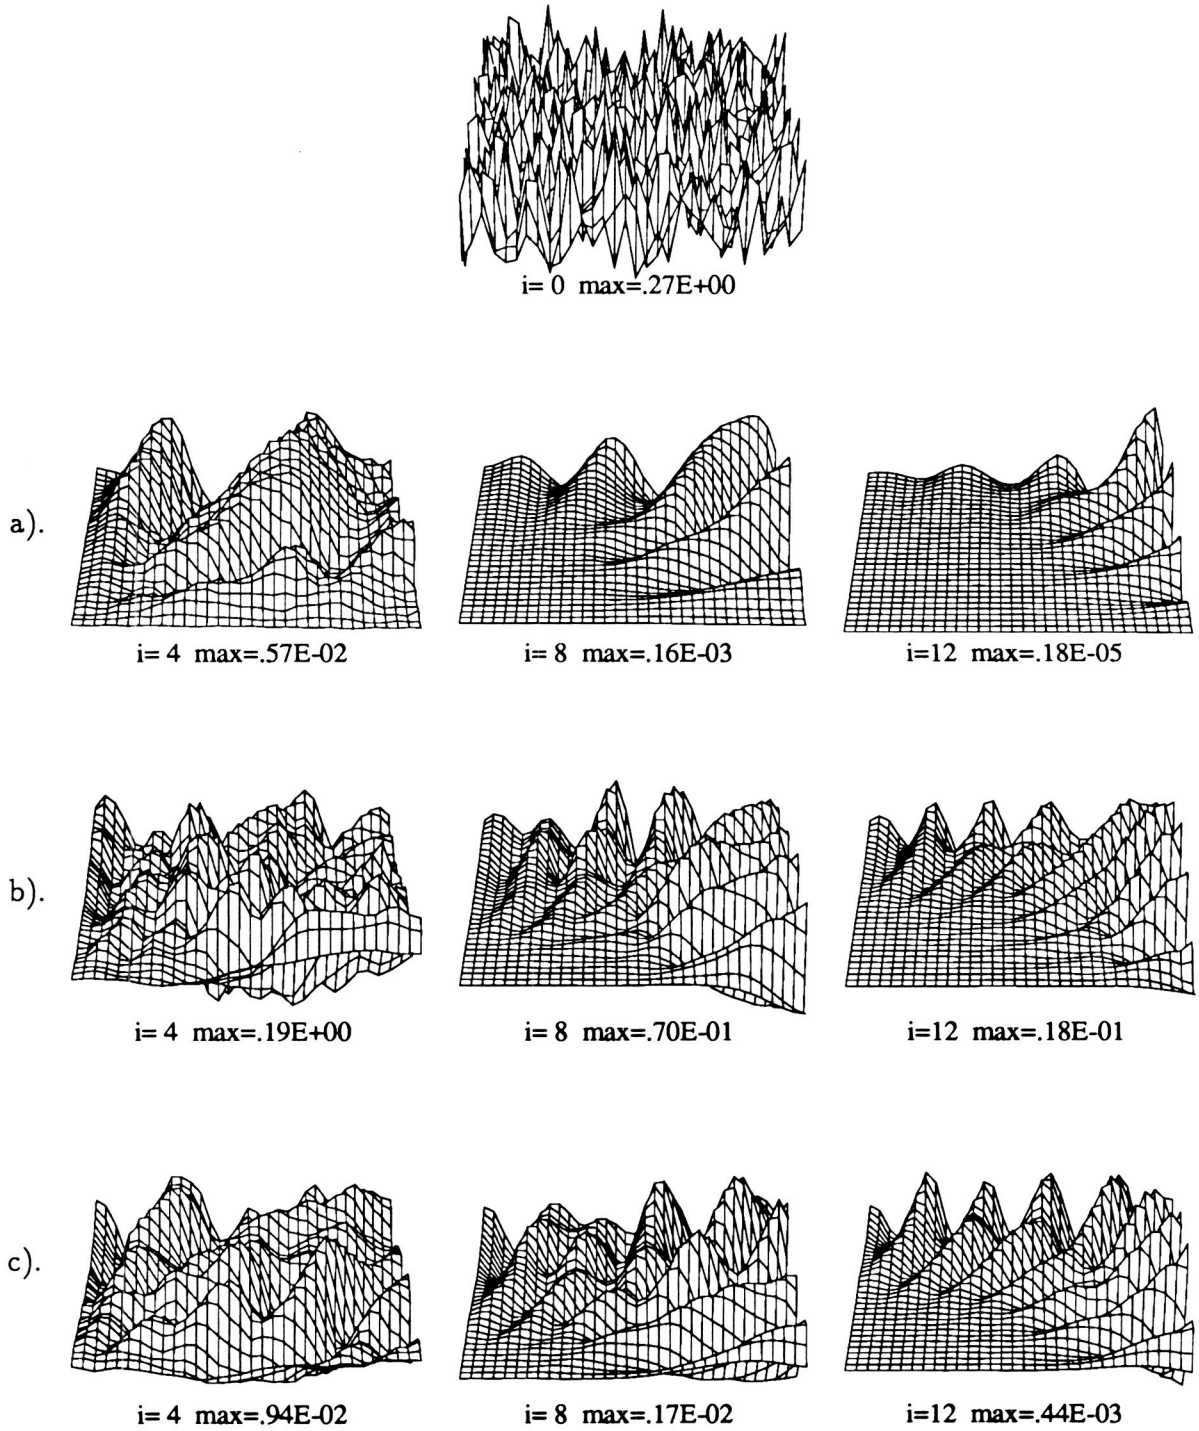 i= 0 max=.27E+00
a).
i= 4 max=.57E-02
i= 8 max=.16E-03
i=12 max=.18E-05
b).
i= 4 max=.19E+00
i= 8 max=.70E-01
i=12 max=.18E-01
c).
i= 4 max=.94E-02
i= 8 max=.17E-02
i=12 max=.44E-03